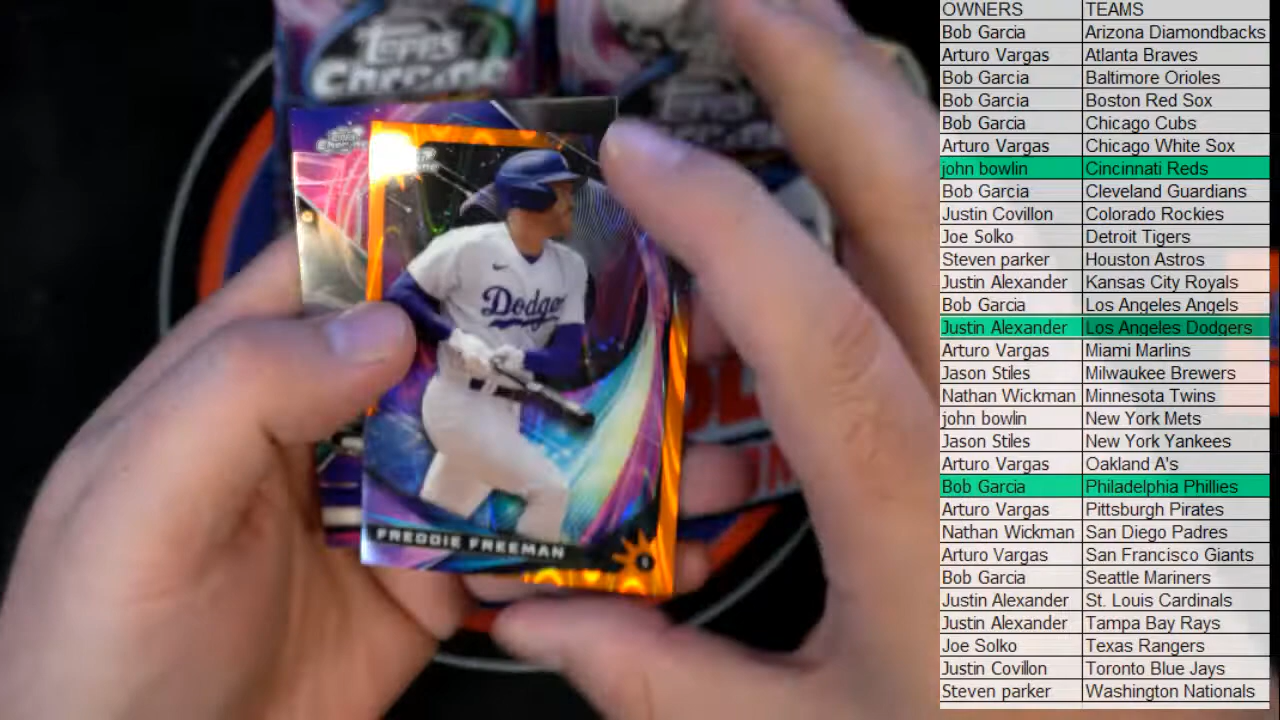 Topps
Chrome
Dodge
FREDDIE FREEMAN
OWNERS TEAMS
Bob Garcia Arizona Diamondbacks
Arturo Vargas Atlanta Braves
Bob Garcia Baltimore Orioles
Bob Garcia Boston Red Sox
Bob Garcia Chicago Cubs
Arturo Vargas Chicago White Sox
john bowlin Cincinnati Reds
Bob Garcia Cleveland Guardians
Justin Covillon Colorado Rockies
Joe Solko Detroit Tigers
Steven parker Houston Astros
Justin Alexander Kansas City Royals
Bob Garcia Los Angeles Angels
Justin Alexander Los Angeles Dodgers
Arturo Vargas Miami Marlins
Jason Stiles Milwaukee Brewers
Nathan Wickman Minnesota Twins
john bowlin New York Mets
Jason Stiles New York Yankees
Arturo Vargas Oakland A's
Bob Garcia Philadelphia Phillies
Arturo Vargas Pittsburgh Pirates
Nathan Wickman San Diego Padres
Arturo Vargas San Francisco Giants
Bob Garcia Seattle Mariners
Justin Alexander St. Louis Cardinals
Justin Alexander Tampa Bay Rays
Joe Solko Texas Rangers
Justin Covillon Toronto Blue Jays
Steven parker Washington Nationals